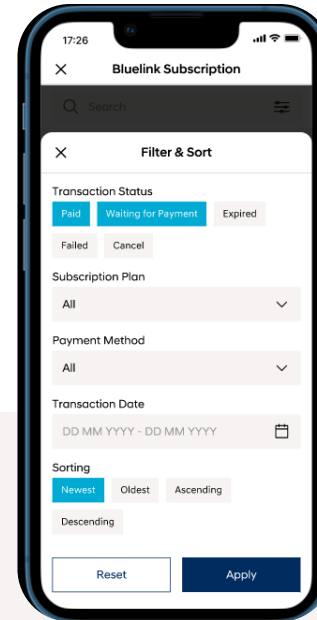 17:26
Bluelink Subscription
Search
Filter & Sort
Transaction Status
Paid
Waiting for Payment
Expired
Failed
Cancel
Subscription Plan
All
Payment Method
All
Transaction Date
DD MM YYYY - DD MM YYYY
Sorting
Newest
Oldest
Ascending
Descending
Reset
Apply